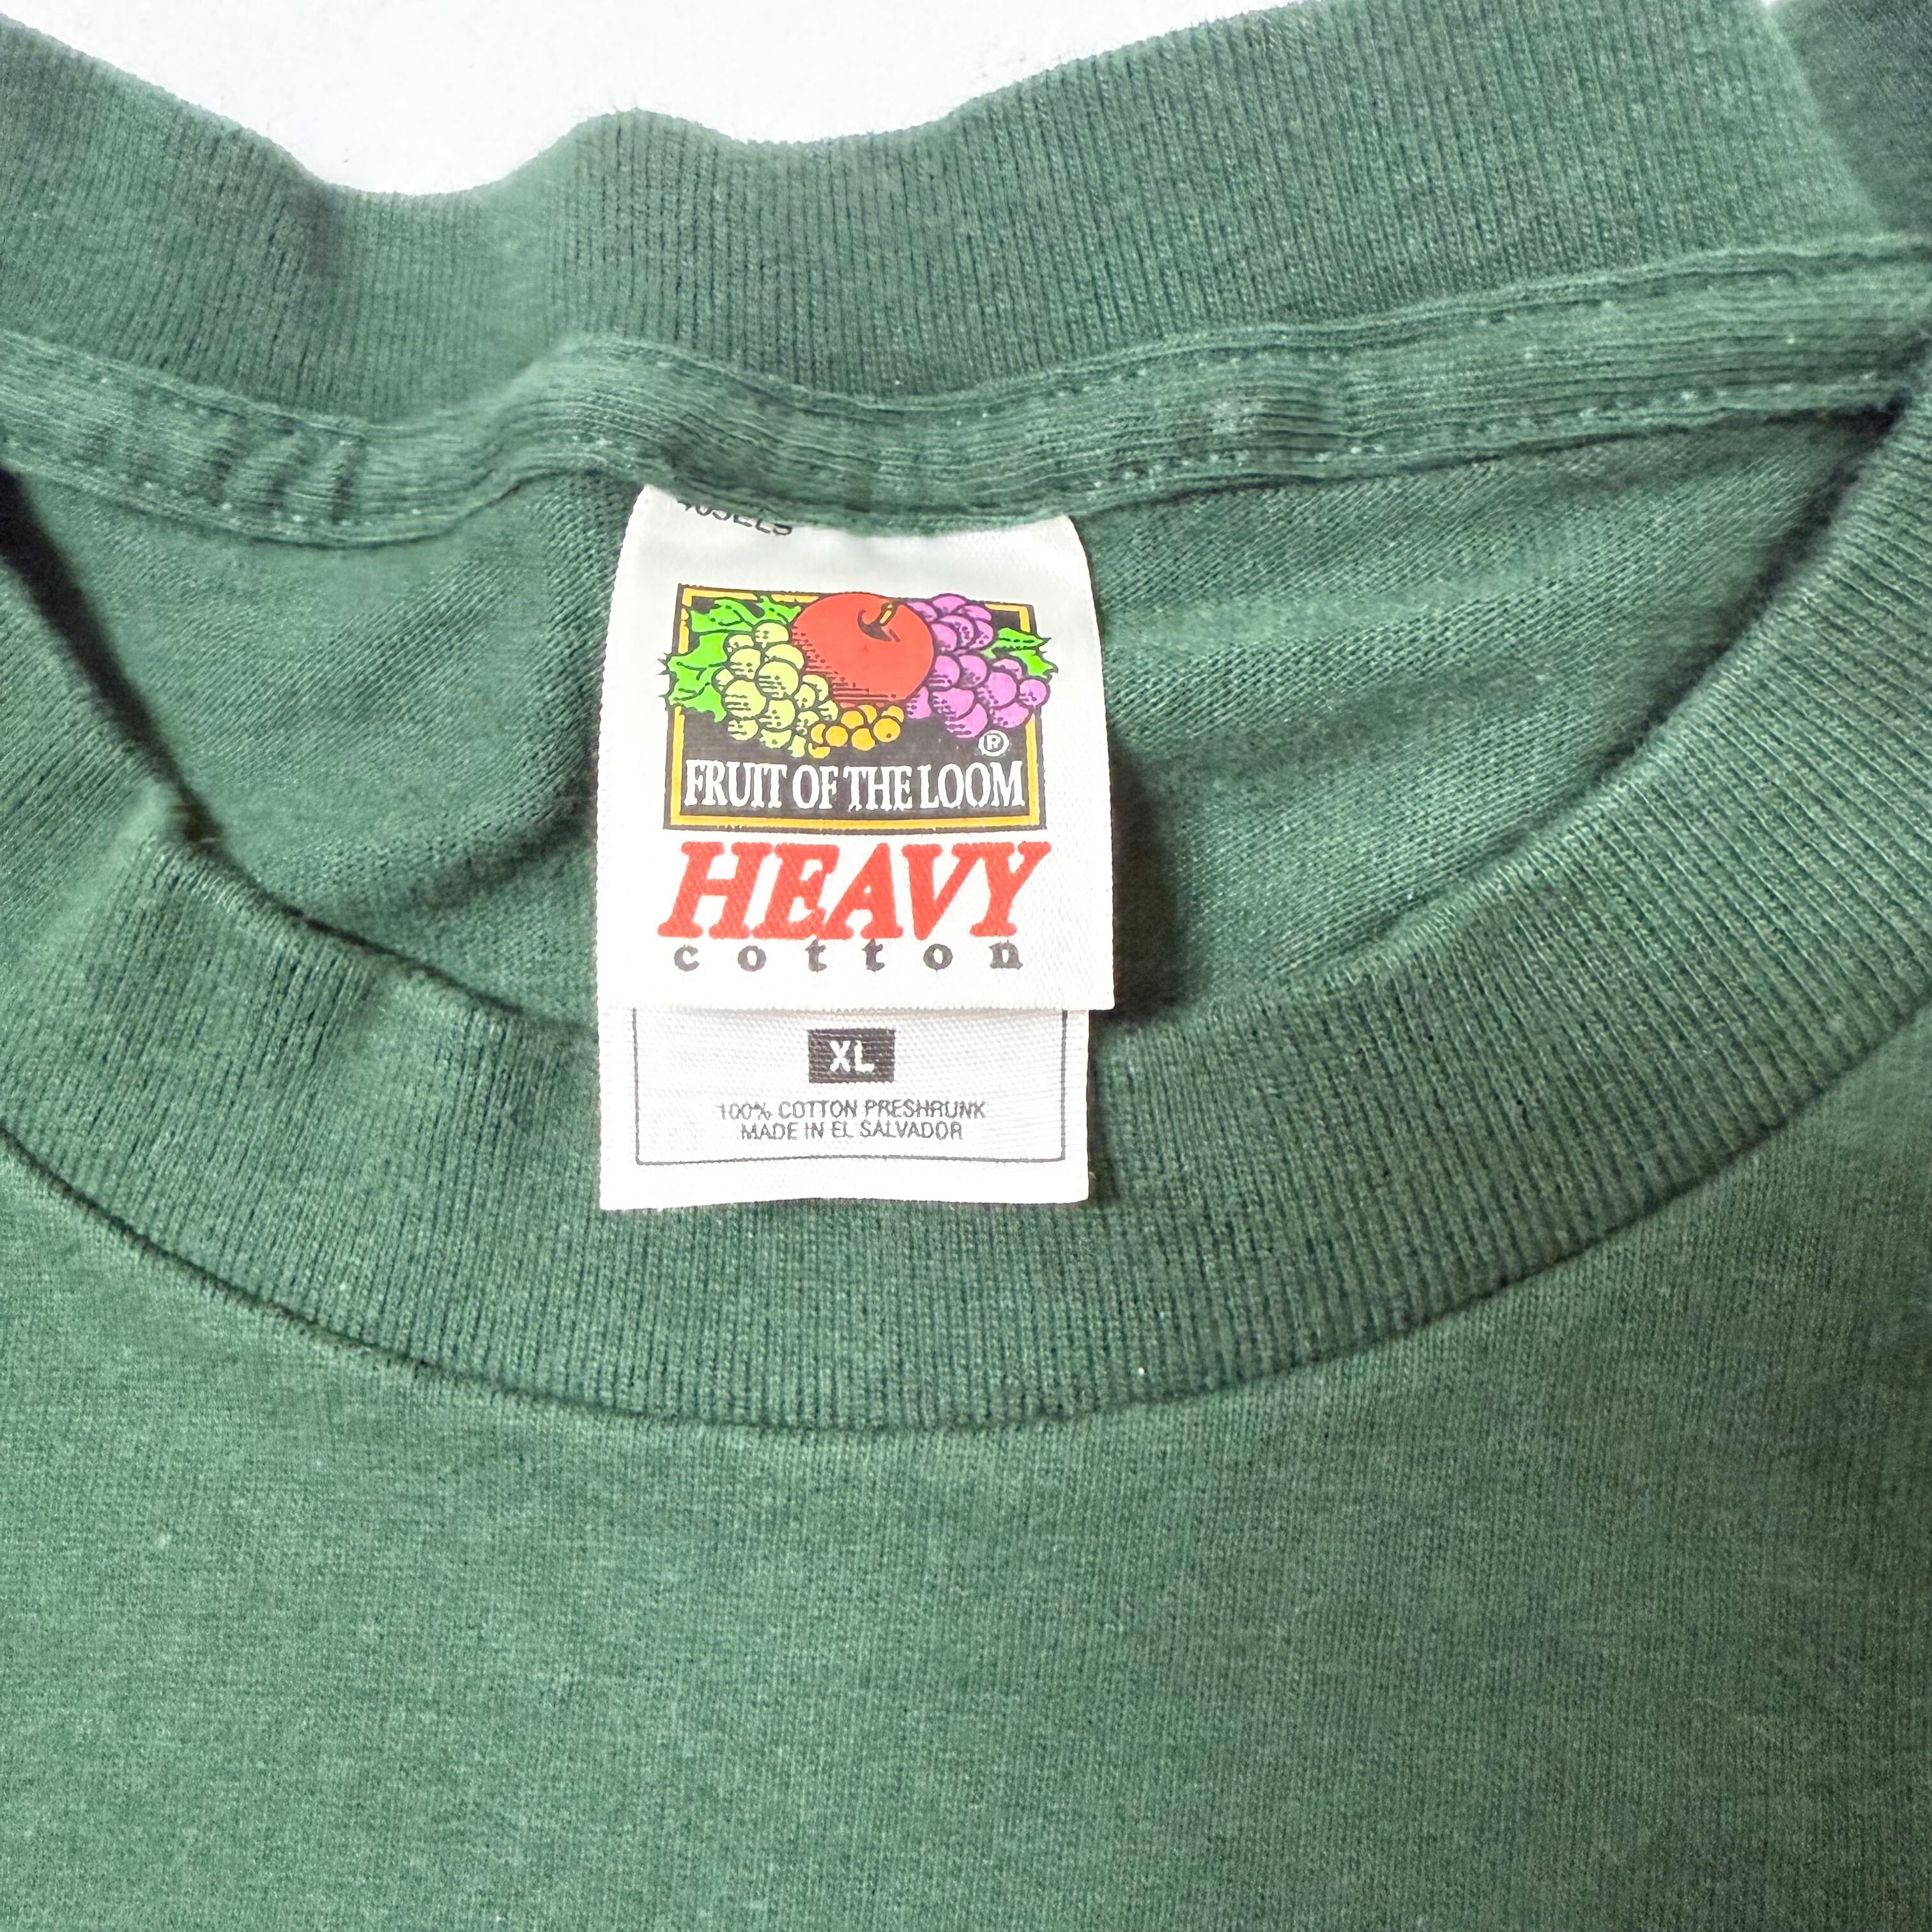 ®
FRUIT OF THE LOOM
HEAVY
cotton
XL
100% COTTON PRESHRUNK
MADE IN EL SALVADOR